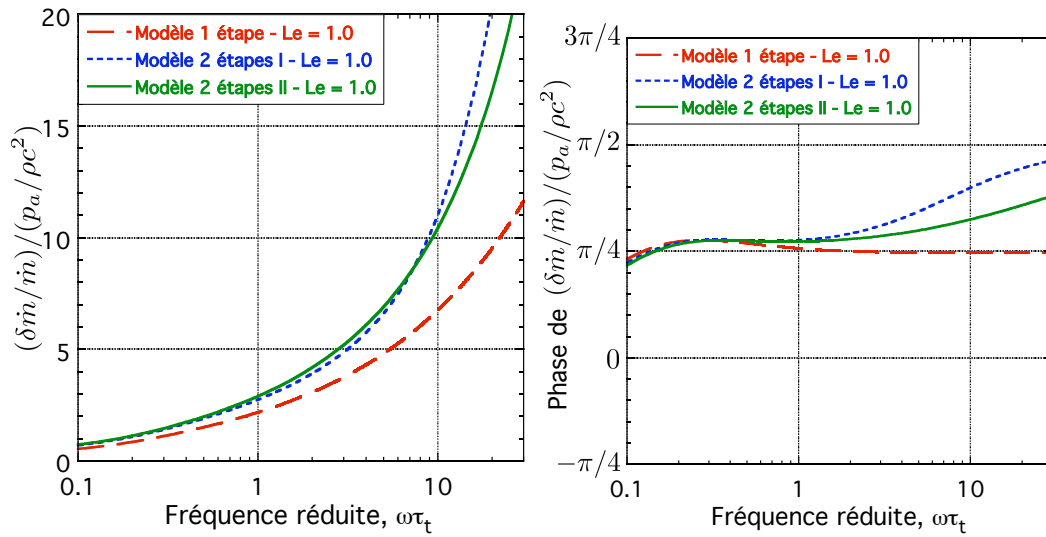 20
15
10
5
0
(δṁ/ṁ)/(p_a/ρc²)
Modèle 1 étape - Le = 1.0
Modèle 2 étapes I - Le = 1.0
Modèle 2 étapes II - Le = 1.0
0.1
1
10
Fréquence réduite, ωτ_t
3π/4
π/2
π/4
0
−π/4
Phase de (δṁ/ṁ)/(p_a/ρc²)
Modèle 1 étape - Le = 1.0
Modèle 2 étapes I - Le = 1.0
Modèle 2 étapes II - Le = 1.0
0.1
1
10
Fréquence réduite, ωτ_t